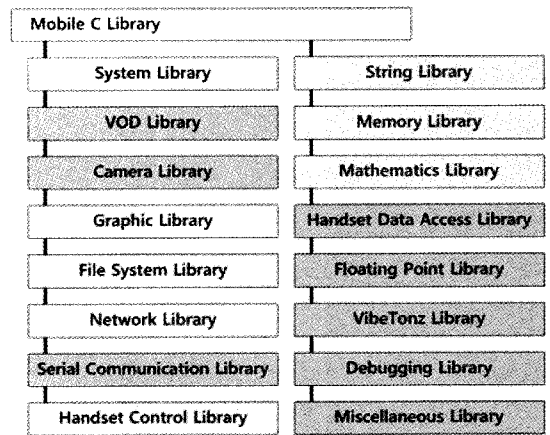 Mobile C Library
System Library
VOD Library
Camera Library
Graphic Library
File System Library
Network Library
Serial Communication Library
Handset Control Library
String Library
Memory Library
Mathematics Library
Handset Data Access Library
Floating Point Library
VibeTonz Library
Debugging Library
Miscellaneous Library